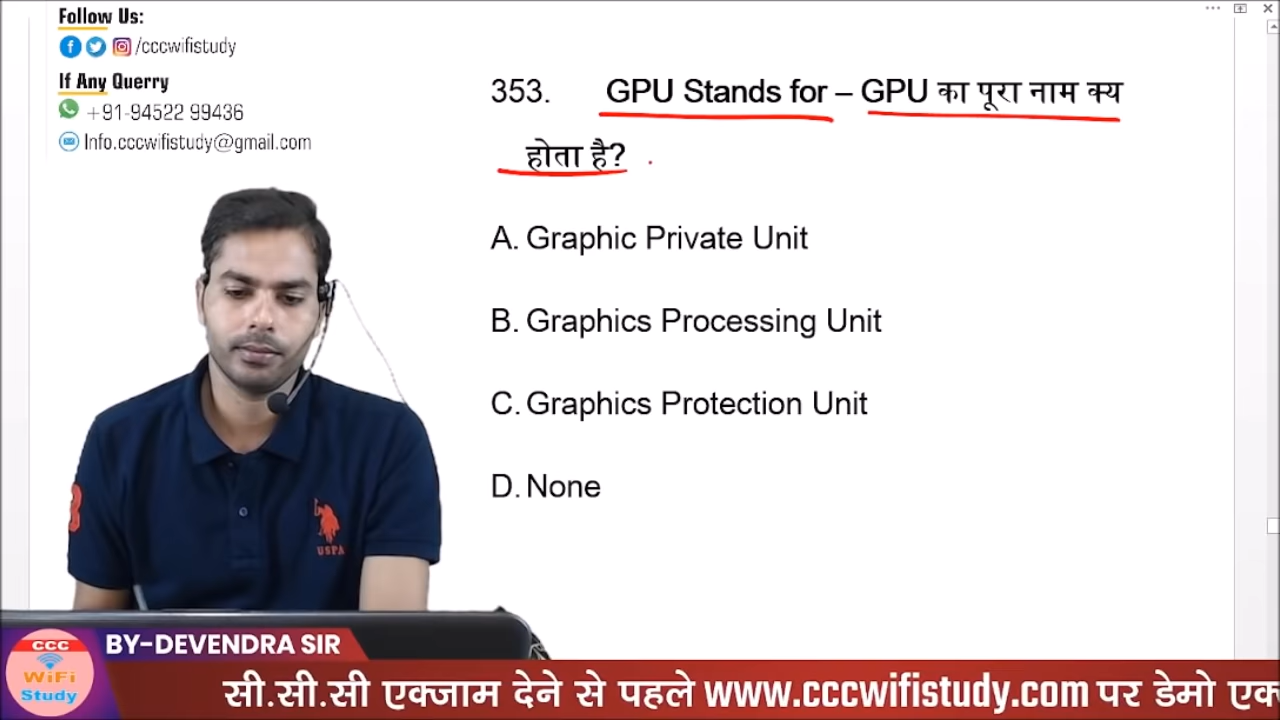 Follow Us:
/cccwifistudy
If Any Querry
+91-94522 99436
Info.cccwifistudy@gmail.com
353. GPU Stands for – GPU का पूरा नाम क्य
होता है?
A. Graphic Private Unit
B. Graphics Processing Unit
C. Graphics Protection Unit
D. None
3
USPA
CCC
WiFi
Study
BY-DEVENDRA SIR
सी.सी.सी एक्जाम देने से पहले www.cccwifistudy.com पर डेमो एक्